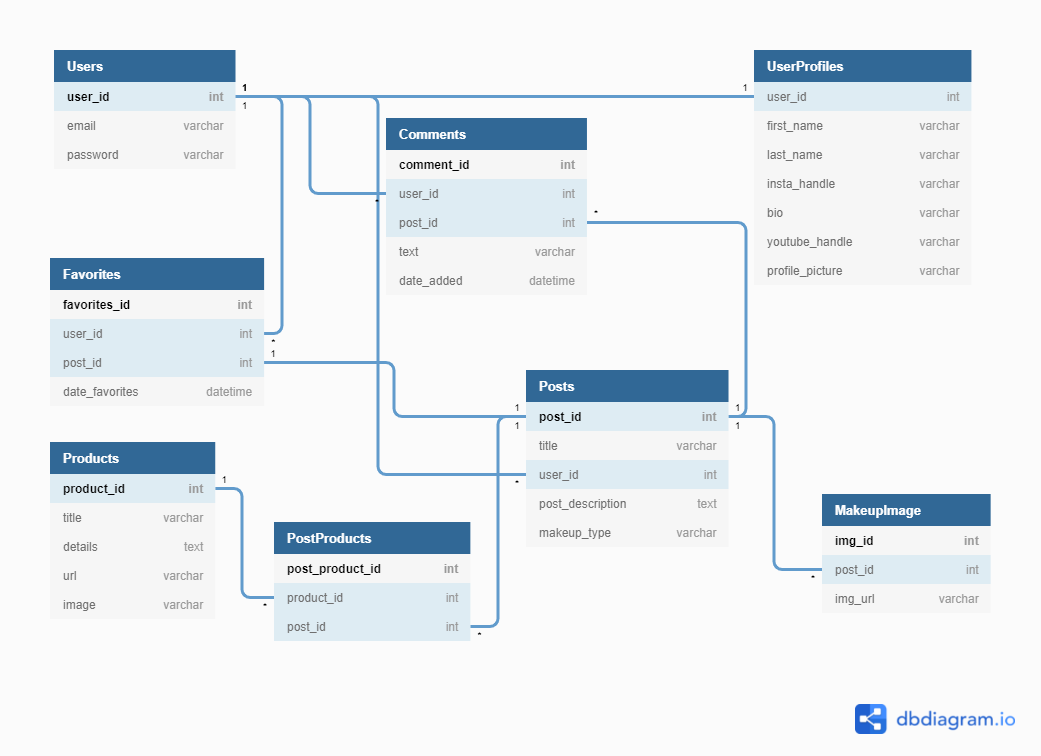 Users
user_id int
email varchar
password varchar
1
1
1
UserProfiles
user_id int
first_name varchar
last_name varchar
insta_handle varchar
bio varchar
youtube_handle varchar
profile_picture varchar
Comments
comment_id int
user_id int
post_id int
text varchar
date_added datetime
*
*
Favorites
favorites_id int
user_id int
post_id int
date_favorites datetime
*
1
Posts
post_id int
title varchar
user_id int
post_description text
makeup_type varchar
1
1
*
1
1
Products
product_id int
title varchar
details text
url varchar
image varchar
1
PostProducts
post_product_id int
product_id int
post_id int
*
*
MakeupImage
img_id int
post_id int
img_url varchar
*
dbdiagram.io